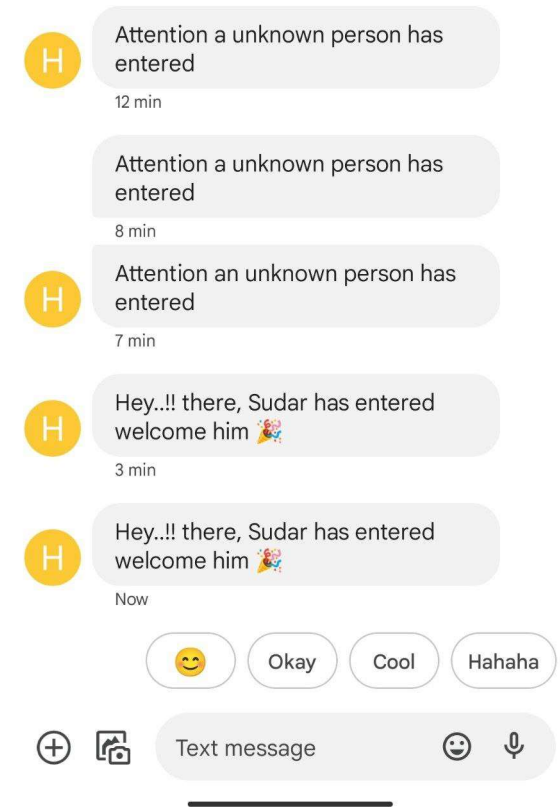 Attention a unknown person has
entered
H
12 min
Attention a unknown person has
entered
8 min
Attention an unknown person has
entered
H
7 min
Hey..!! there, Sudar has entered
welcome him 🎉
H
3 min
Hey..!! there, Sudar has entered
welcome him 🎉
H
Now
😊 Okay Cool Hahaha
Text message